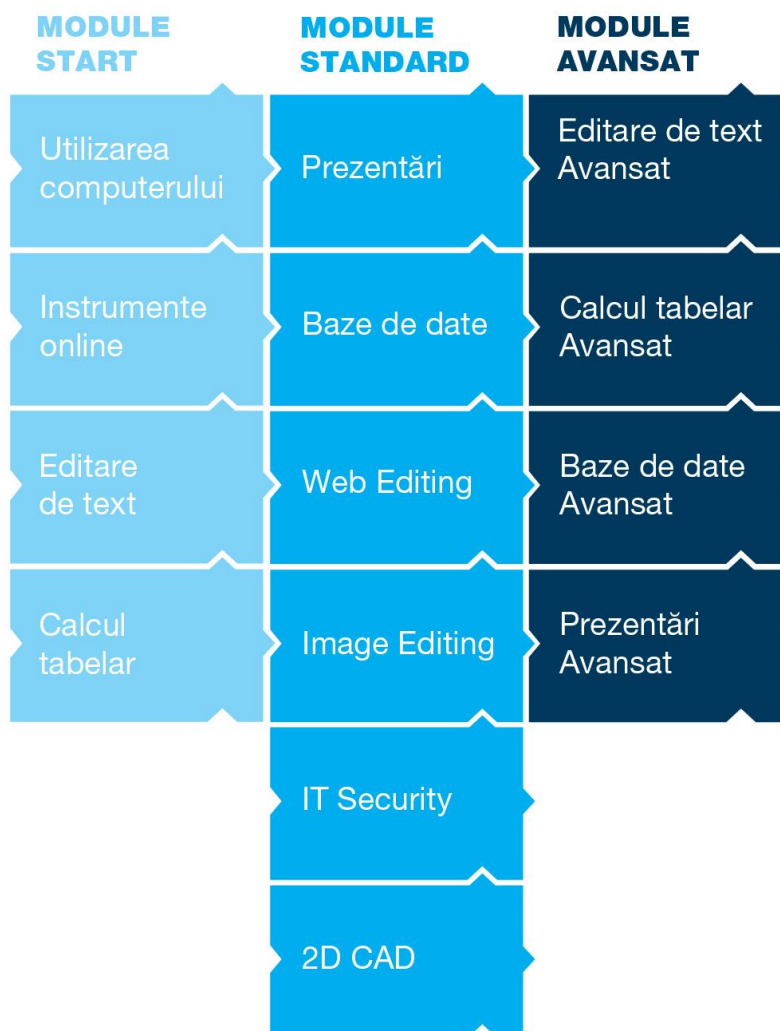 MODULE
START
Utilizarea
computerului
Instrumente
online
Editare
de text
Calcul
tabelar
MODULE
STANDARD
Prezentări
Baze de date
Web Editing
Image Editing
IT Security
2D CAD
MODULE
AVANSAT
Editare de text
Avansat
Calcul tabelar
Avansat
Baze de date
Avansat
Prezentări
Avansat